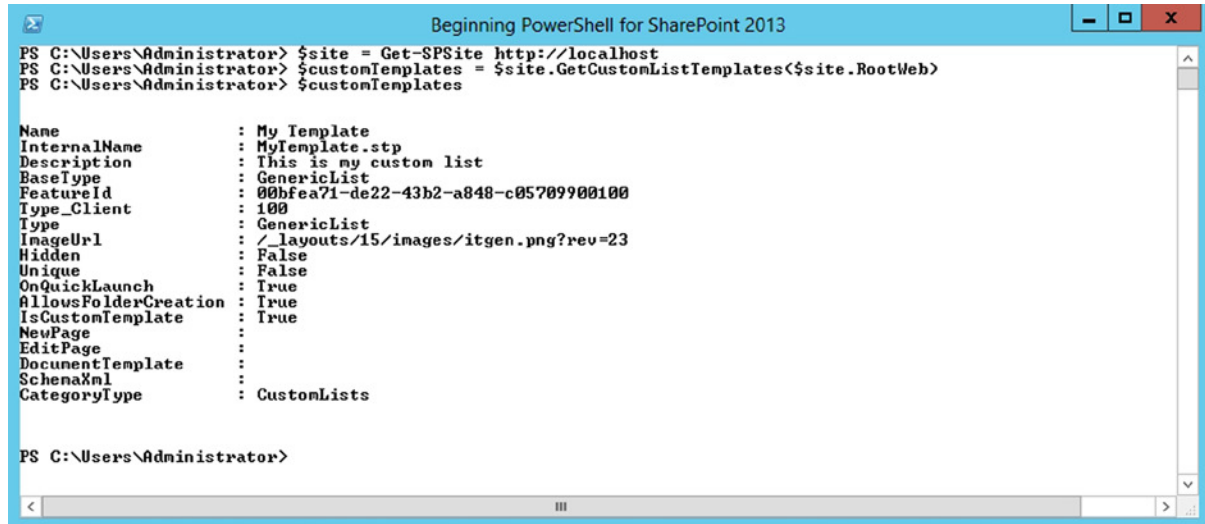 Beginning PowerShell for SharePoint 2013
PS C:\Users\Administrator> $site = Get-SPSite http://localhost
PS C:\Users\Administrator> $customTemplates = $site.GetCustomListTemplates($site.RootWeb)
PS C:\Users\Administrator> $customTemplates
Name : My Template
InternalName : MyTemplate.stp
Description : This is my custom list
BaseType : GenericList
FeatureId : 00bfea71-de22-43b2-a848-c05709900100
Type_Client : 100
Type : GenericList
ImageUrl : /_layouts/15/images/itgen.png?rev=23
Hidden : False
Unique : False
OnQuickLaunch : True
AllowsFolderCreation : True
IsCustomTemplate : True
NewPage :
EditPage :
DocumentTemplate :
SchemaXml :
CategoryType : CustomLists
PS C:\Users\Administrator>